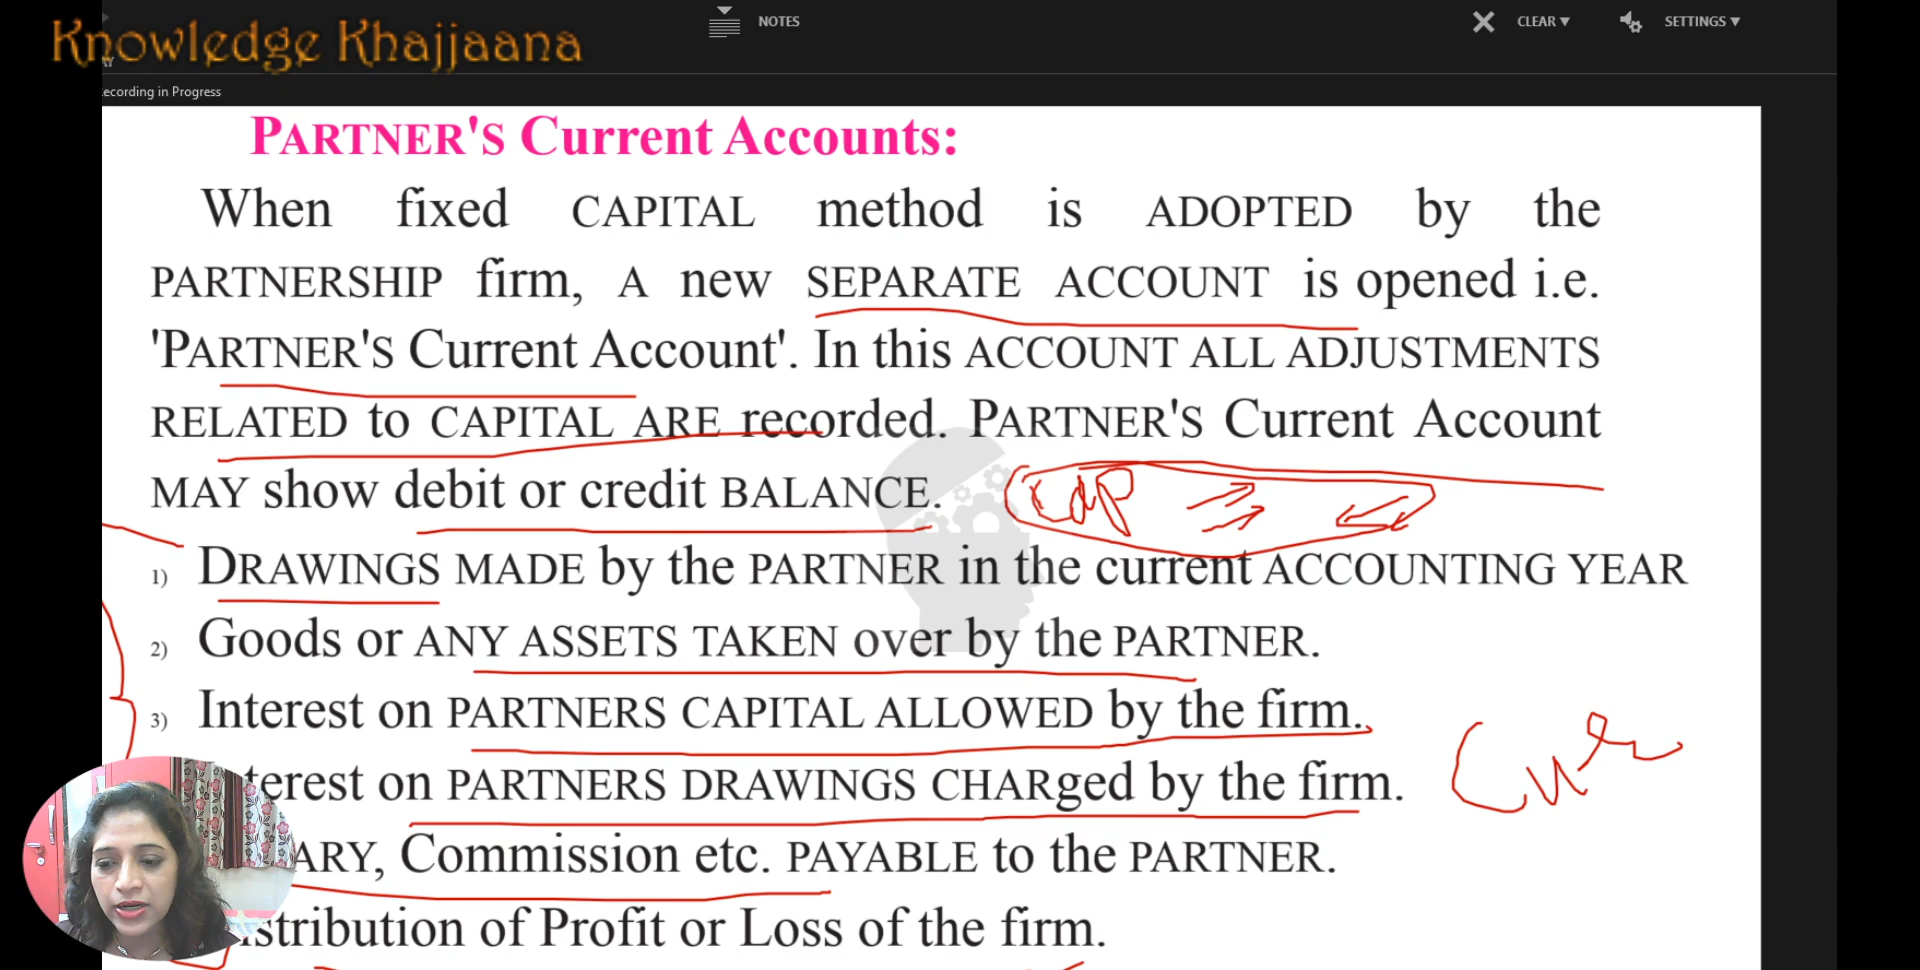 Knowledge Khajjaana
NOTES
CLEAR
SETTINGS
ecording in Progress
PARTNER'S Current Accounts:
When fixed CAPITAL method is ADOPTED by the
PARTNERSHIP firm, A new SEPARATE ACCOUNT is opened i.e.
'PARTNER'S Current Account'. In this ACCOUNT ALL ADJUSTMENTS
RELATED to CAPITAL ARE recorded. PARTNER'S Current Account
MAY show debit or credit BALANCE.
CAP
1) DRAWINGS MADE by the PARTNER in the current ACCOUNTING YEAR
2) Goods or ANY ASSETS TAKEN over by the PARTNER.
3) Interest on PARTNERS CAPITAL ALLOWED by the firm.
terest on PARTNERS DRAWINGS CHARged by the firm.
ARY, Commission etc. PAYABLE to the PARTNER.
stribution of Profit or Loss of the firm.